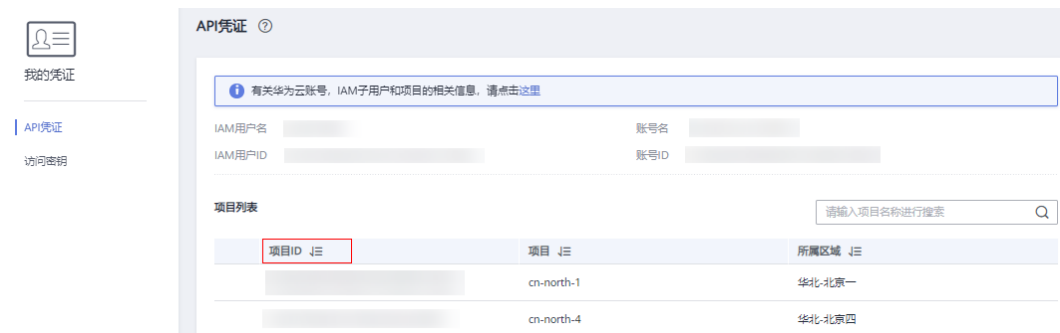 API凭证
我的凭证
有关华为云账号，IAM子用户和项目的相关信息，请点击这里
API凭证
IAM用户名 账号名
访问密钥
IAM用户ID 账号ID
项目列表
请输入项目名称进行搜索
项目ID 项目 所属区域
cn-north-1 华北-北京一
cn-north-4 华北-北京四